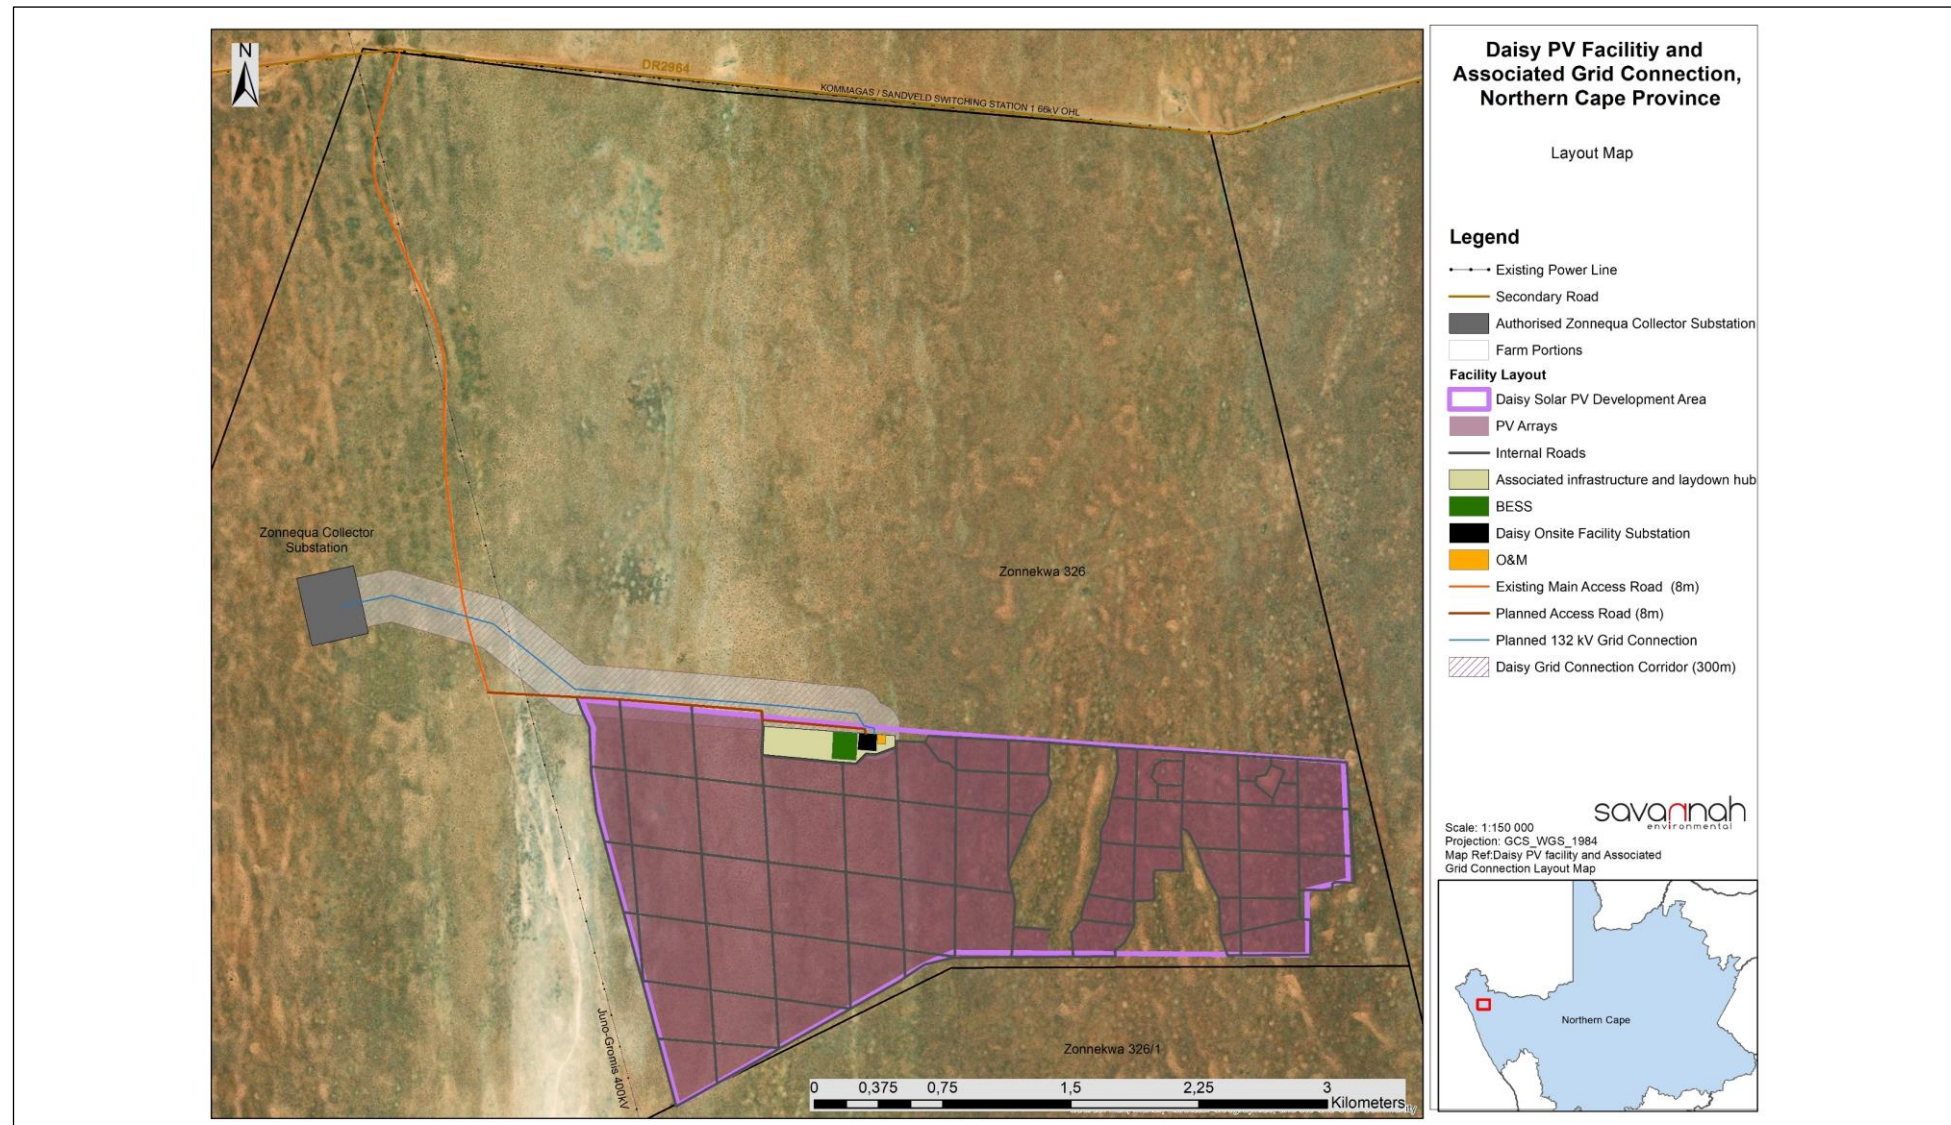 Daisy PV Facilitiy and
Associated Grid Connection,
Northern Cape Province
Layout Map
Legend
Existing Power Line
Secondary Road
Authorised Zonnequa Collector Substation
Farm Portions
Facility Layout
Daisy Solar PV Development Area
PV Arrays
Internal Roads
Associated infrastructure and laydown hub
BESS
Daisy Onsite Facility Substation
O&M
Existing Main Access Road (8m)
Planned Access Road (8m)
Planned 132 kV Grid Connection
Daisy Grid Connection Corridor (300m)
savannah
environmental
Scale: 1:150 000
Projection: GCS_WGS_1984
Map Ref:Daisy PV facility and Associated
Grid Connection Layout Map
Northern Cape
N
DR2964
KOMMAGAS / SANDVELD SWITCHING STATION 1 66kV OHL
Zonnequa Collector
Substation
Zonnekwa 326
Zonnekwa 326/1
Juno-Gromis 400kV
0 0,375 0,75 1,5 2,25 3
Kilometers